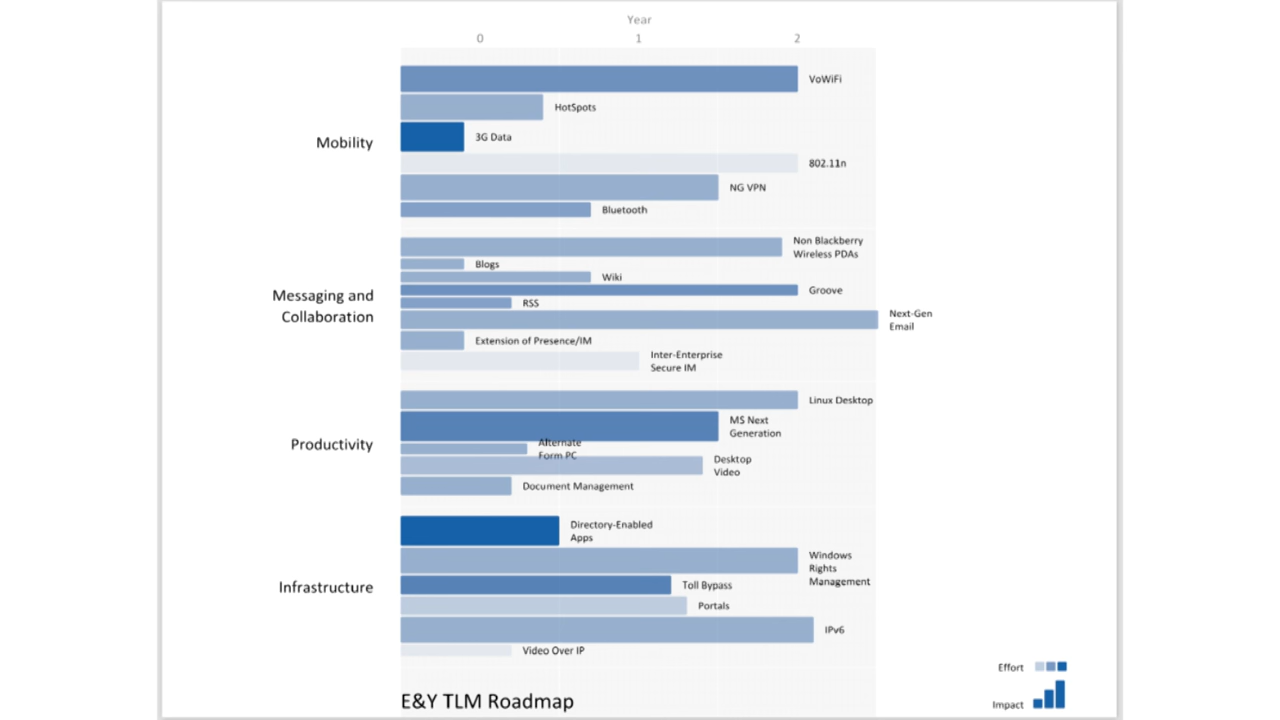 Year
0 1 2
Mobility
VoWiFi
HotSpots
3G Data
802.11n
NG VPN
Bluetooth
Messaging and
Collaboration
Non Blackberry
Wireless PDAs
Blogs
Wiki
Groove
RSS
Next-Gen
Email
Extension of Presence/IM
Inter-Enterprise
Secure IM
Productivity
Linux Desktop
MS Next
Generation
Alternate
Form PC
Desktop
Video
Document Management
Infrastructure
Directory-Enabled
Apps
Windows
Rights
Management
Toll Bypass
Portals
IPv6
Video Over IP
E&Y TLM Roadmap
Effort
Impact